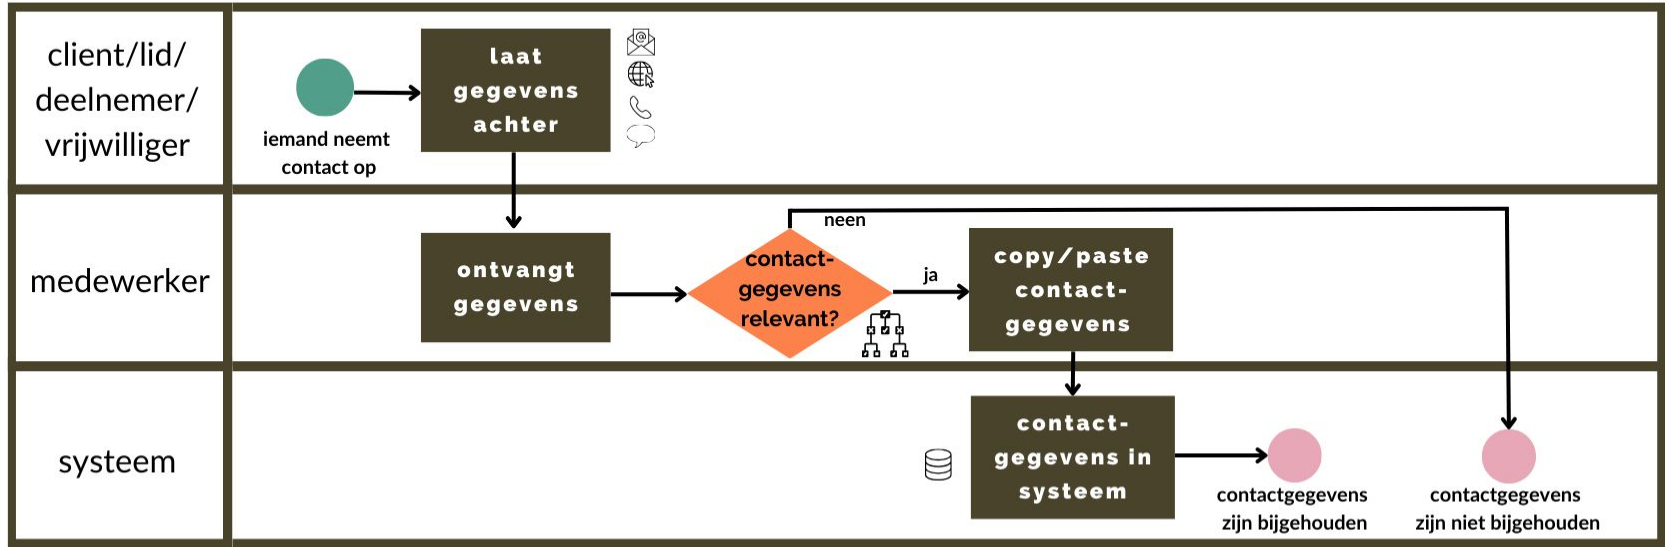 client/lid/
deelnemer/
vrijwilliger
iemand neemt
contact op
laat
gegevens
achter
medewerker
ontvangt
gegevens
contact-
gegevens
relevant?
neen
ja
copy/paste
contact-
gegevens
systeem
contact-
gegevens in
systeem
contactgegevens
zijn bijgehouden
contactgegevens
zijn niet bijgehouden